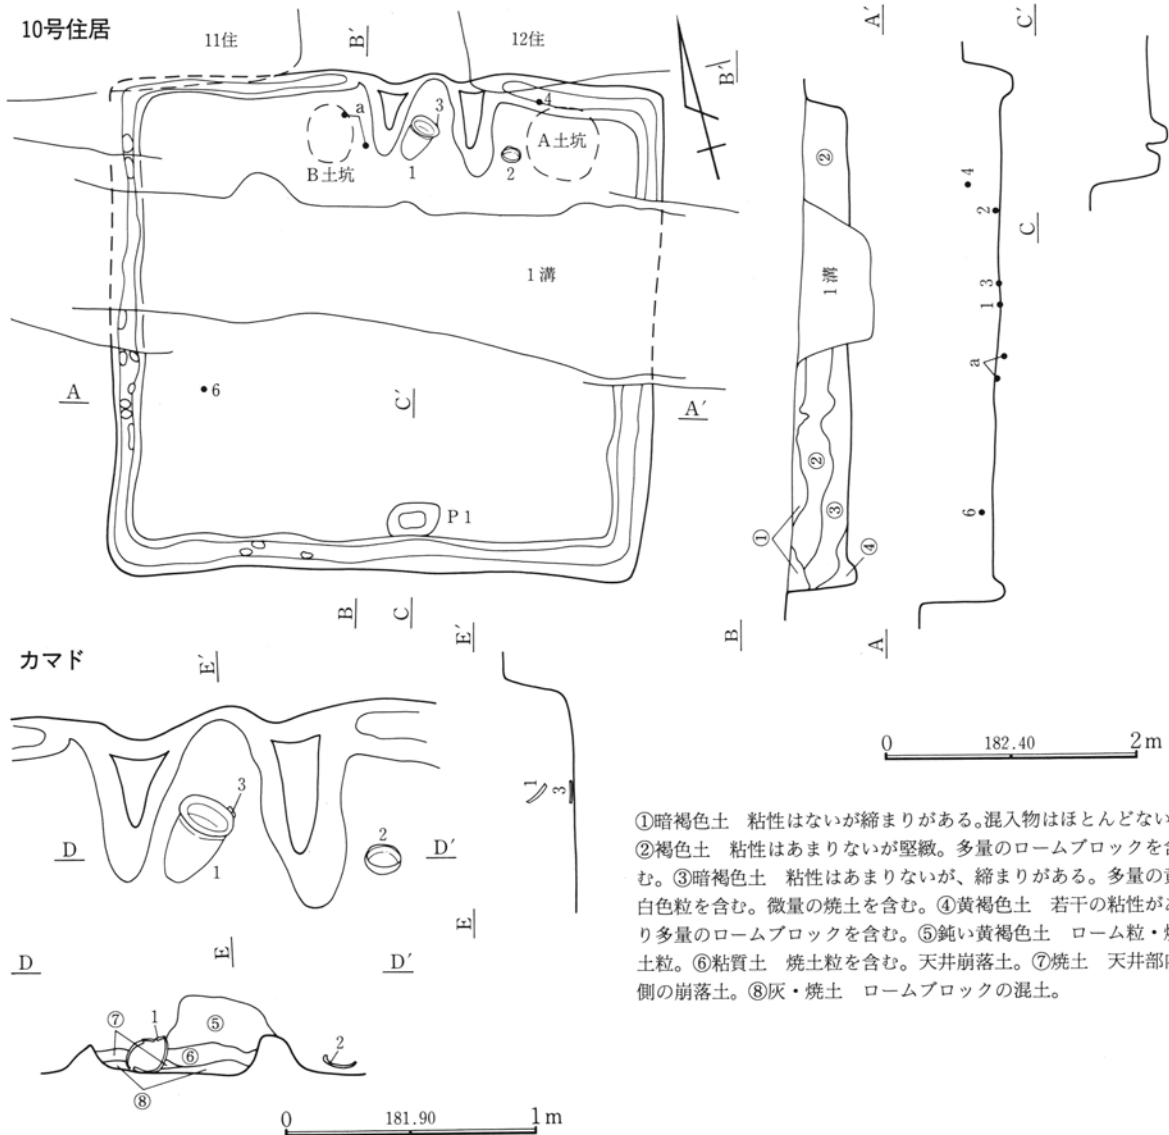 10号住居
11住
12住
B′
B′
A′
C′
a
3
4
B土坑
A土坑
1
2
②
4
2
C
1溝
1溝
3
1
a
A
6
C′
A′
②
③
6
①
④
P1
B
C
E′
B
A
カマド
E′
0 182.40 2m
3
1
3
2
D
D′
1
①暗褐色土 粘性はないが締まりがある。混入物はほとんどない
②褐色土 粘性はあまりないが堅緻。多量のロームブロックを含
む。③暗褐色土 粘性はあまりないが、締まりがある。多量の黄
白色粒を含む。微量の焼土を含む。④黄褐色土 若干の粘性があ
り多量のロームブロックを含む。⑤鈍い黄褐色土 ローム粒・焼
土粒。⑥粘質土 焼土粒を含む。天井崩落土。⑦焼土 天井部内
側の崩落土。⑧灰・焼土 ロームブロックの混土。
E
E
D
D′
⑦
1
⑤
⑥
2
⑧
0 181.90 1m